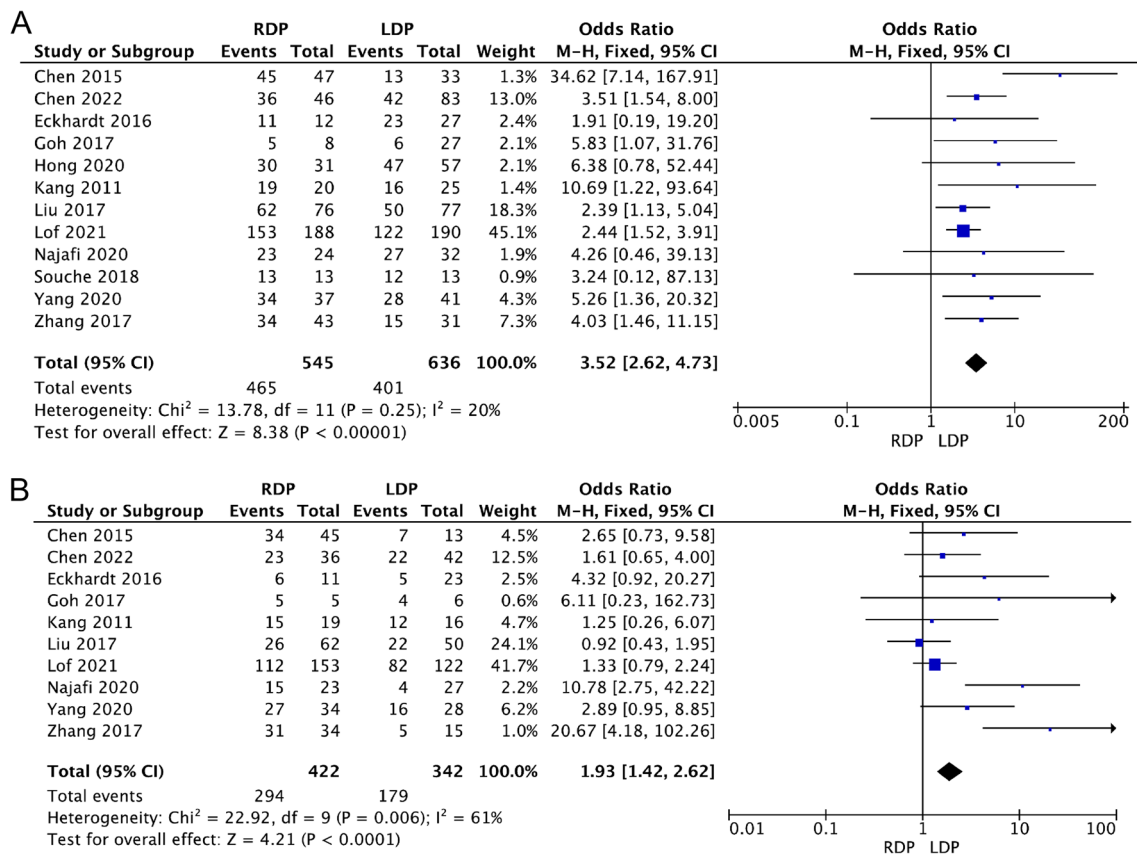 A
RDP LDP Odds Ratio Odds Ratio
Study or Subgroup Events Total Events Total Weight M-H, Fixed, 95% CI M-H, Fixed, 95% CI
Chen 2015 45 47 13 33 1.3% 34.62 [7.14, 167.91]
Chen 2022 36 46 42 83 13.0% 3.51 [1.54, 8.00]
Eckhardt 2016 11 12 23 27 2.4% 1.91 [0.19, 19.20]
Goh 2017 5 8 6 27 2.1% 5.83 [1.07, 31.76]
Hong 2020 30 31 47 57 2.1% 6.38 [0.78, 52.44]
Kang 2011 19 20 16 25 1.4% 10.69 [1.22, 93.64]
Liu 2017 62 76 50 77 18.3% 2.39 [1.13, 5.04]
Lof 2021 153 188 122 190 45.1% 2.44 [1.52, 3.91]
Najafi 2020 23 24 27 32 1.9% 4.26 [0.46, 39.13]
Souche 2018 13 13 12 13 0.9% 3.24 [0.12, 87.13]
Yang 2020 34 37 28 41 4.3% 5.26 [1.36, 20.32]
Zhang 2017 34 43 15 31 7.3% 4.03 [1.46, 11.15]
Total (95% CI) 545 636 100.0% 3.52 [2.62, 4.73]
Total events 465 401
Heterogeneity: Chi² = 13.78, df = 11 (P = 0.25); I² = 20%
Test for overall effect: Z = 8.38 (P < 0.00001)
0.005 0.1 1 10 200
RDP LDP
B
RDP LDP Odds Ratio Odds Ratio
Study or Subgroup Events Total Events Total Weight M-H, Fixed, 95% CI M-H, Fixed, 95% CI
Chen 2015 34 45 7 13 4.5% 2.65 [0.73, 9.58]
Chen 2022 23 36 22 42 12.5% 1.61 [0.65, 4.00]
Eckhardt 2016 6 11 5 23 2.5% 4.32 [0.92, 20.27]
Goh 2017 5 5 4 6 0.6% 6.11 [0.23, 162.73]
Kang 2011 15 19 12 16 4.7% 1.25 [0.26, 6.07]
Liu 2017 26 62 22 50 24.1% 0.92 [0.43, 1.95]
Lof 2021 112 153 82 122 41.7% 1.33 [0.79, 2.24]
Najafi 2020 15 23 4 27 2.2% 10.78 [2.75, 42.22]
Yang 2020 27 34 16 28 6.2% 2.89 [0.95, 8.85]
Zhang 2017 31 34 5 15 1.0% 20.67 [4.18, 102.26]
Total (95% CI) 422 342 100.0% 1.93 [1.42, 2.62]
Total events 294 179
Heterogeneity: Chi² = 22.92, df = 9 (P = 0.006); I² = 61%
Test for overall effect: Z = 4.21 (P < 0.0001)
0.01 0.1 1 10 100
RDP LDP